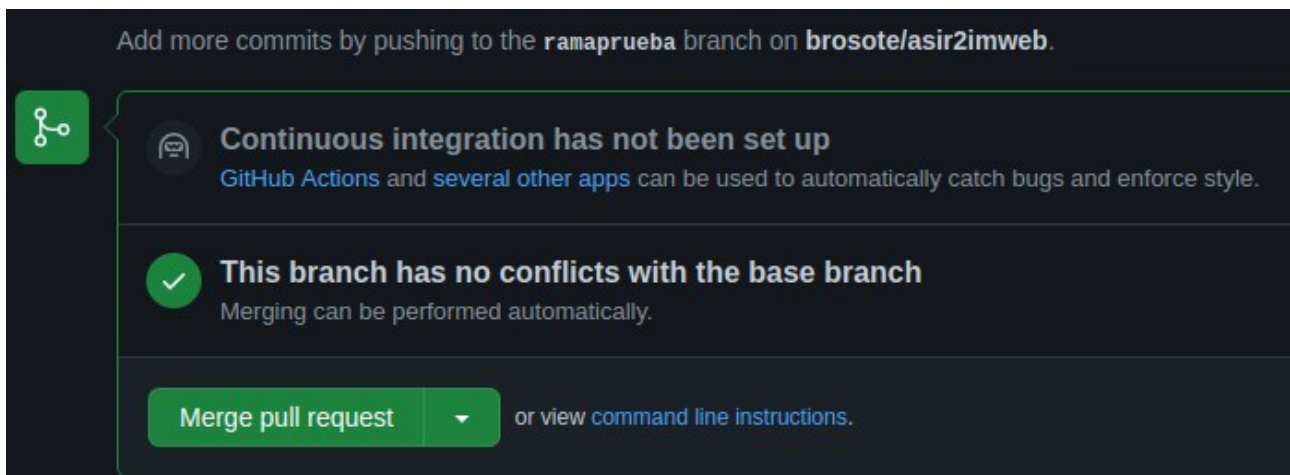 Add more commits by pushing to the ramaprueba branch on brosote/asir2imweb.
Continuous integration has not been set up
GitHub Actions and several other apps can be used to automatically catch bugs and enforce style.
This branch has no conflicts with the base branch
Merging can be performed automatically.
Merge pull request or view command line instructions.